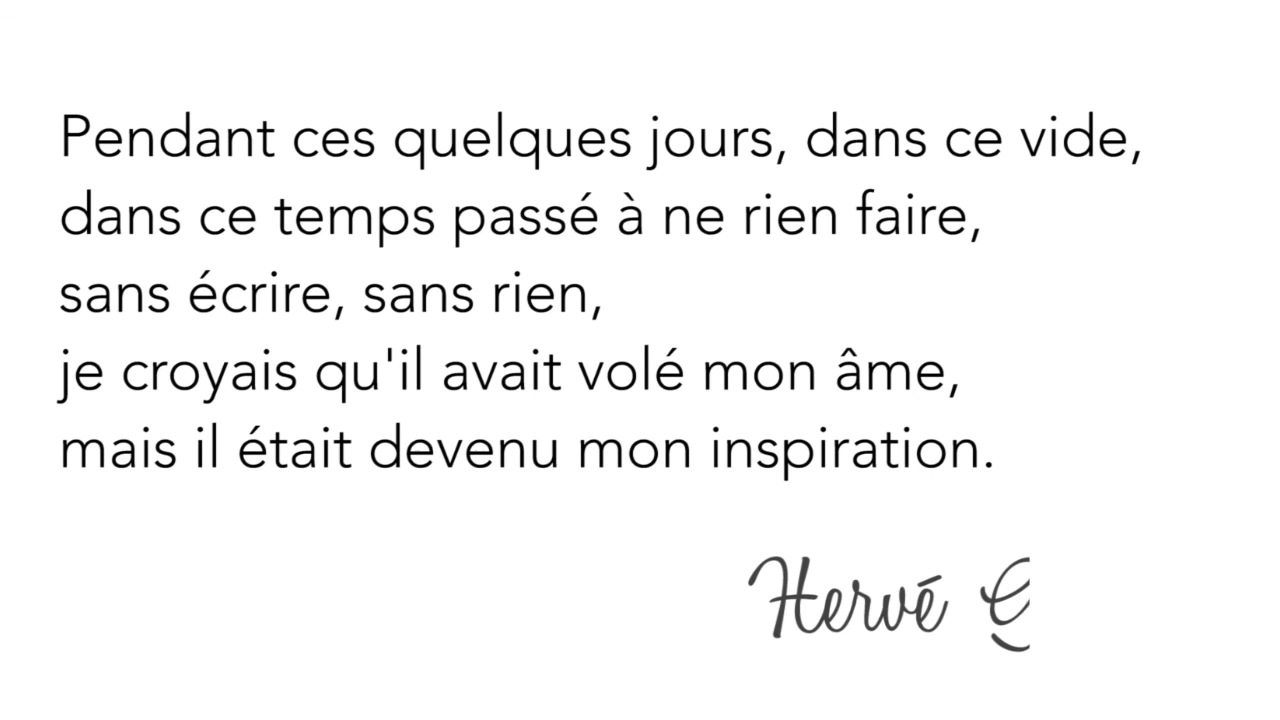 Pendant ces quelques jours, dans ce vide,
dans ce temps passé à ne rien faire,
sans écrire, sans rien,
je croyais qu'il avait volé mon âme,
mais il était devenu mon inspiration.
Hervé